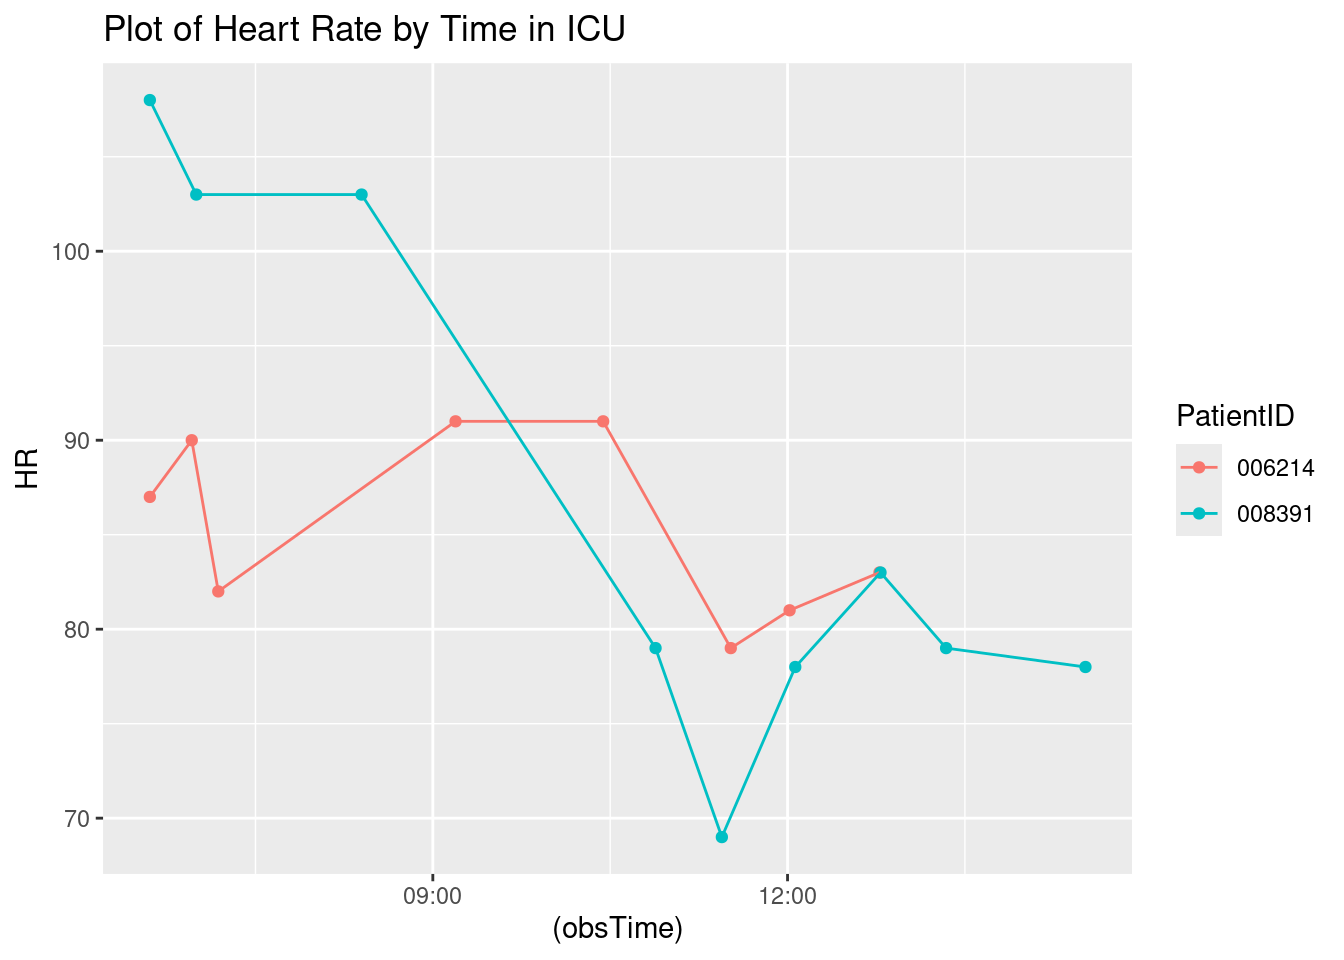 Plot of Heart Rate by Time in ICU
100
90
80
70
HR
09:00
12:00
(obsTime)
PatientID
006214
008391